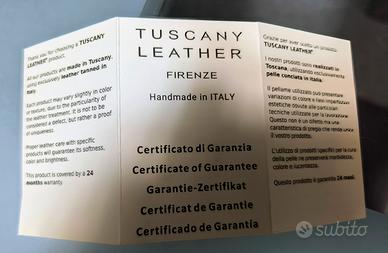 Thank you for choosing a TUSCANY
LEATHER® product.
All our products are made in Tuscany,
using exclusively leather tanned in
Italy.
Each product may vary slightly in color
or texture, due to the particularity of
the leather treatment. It is not to be
considered a defect, but rather a proof
of uniqueness.
Proper leather care with specific
products will guarantee its softness,
color and brightness.
This product is covered by a 24
months warranty.
TUSCANY
LEATHER
FIRENZE
Handmade in ITALY
Certificato di Garanzia
Certificate of Guarantee
Garantie-Zertifikat
Certificat de Garantie
Certificado de Garantía
Grazie per aver scelto un prodotto
TUSCANY LEATHER®
I nostri prodotti sono realizzati in
Toscana, utilizzando esclusivamente
pelle conciata in Italia.
Il pellame utilizzato può presentare
variazioni di colore e lievi imperfezioni
estetiche dovute alle particolari
tecniche utilizzate per la lavorazione.
Questo non è un difetto ma una
caratteristica di pregio che rende unico
il vostro prodotto.
L'utilizzo di prodotti specifici per la cura
della pelle ne preserverà morbidezza,
colore e lucentezza.
Questo prodotto è garantito 24 mesi.
subito